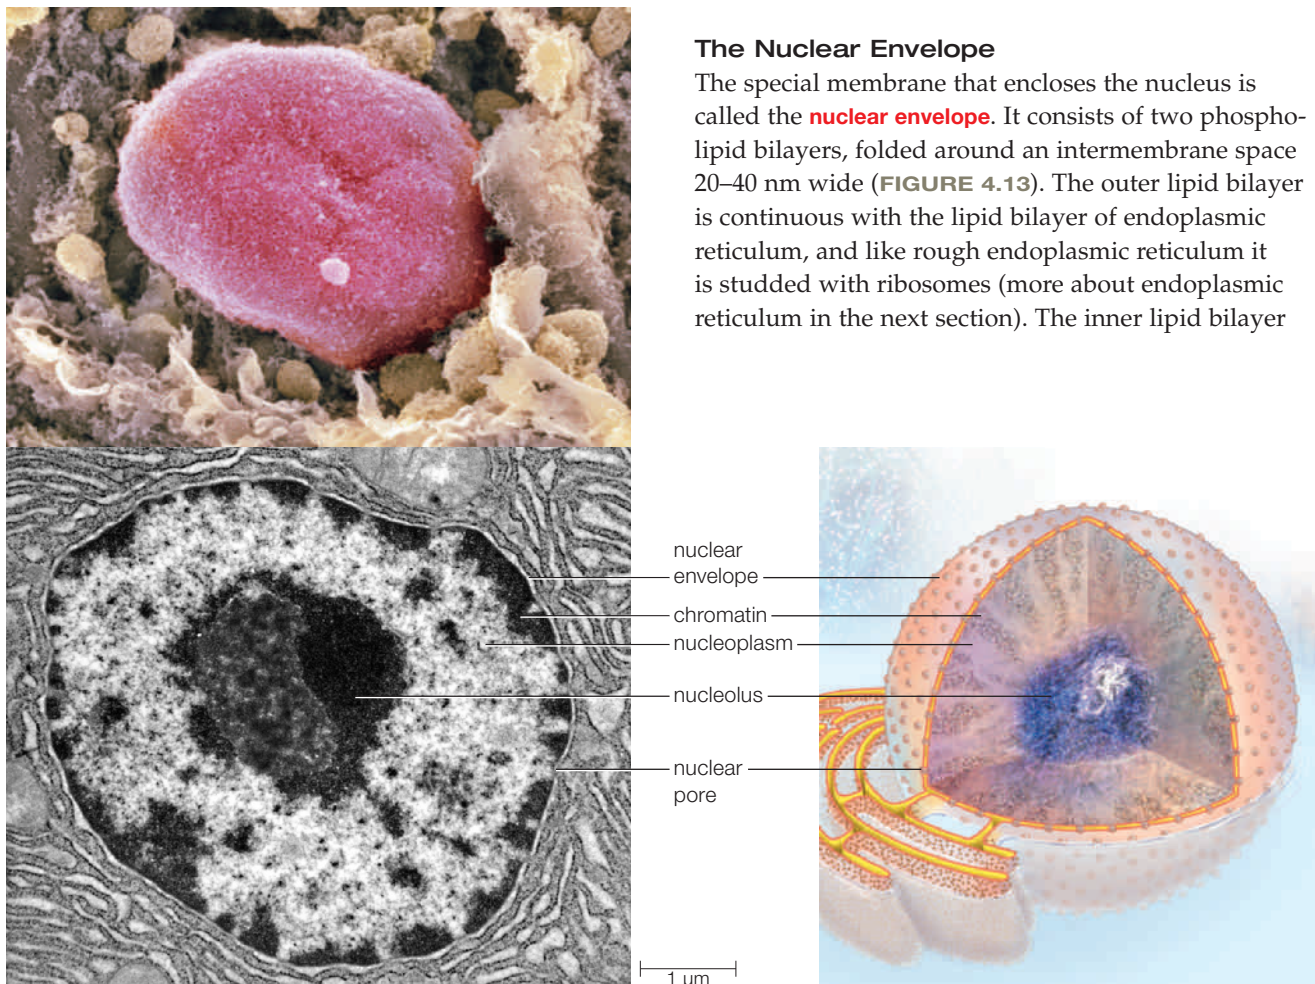 The Nuclear Envelope
The special membrane that encloses the nucleus is
called the nuclear envelope. It consists of two phospho-
lipid bilayers, folded around an intermembrane space
20–40 nm wide (FIGURE 4.13). The outer lipid bilayer
is continuous with the lipid bilayer of endoplasmic
reticulum, and like rough endoplasmic reticulum it
is studded with ribosomes (more about endoplasmic
reticulum in the next section). The inner lipid bilayer
nuclear
envelope
chromatin
nucleoplasm
nucleolus
nuclear
pore
1 µm